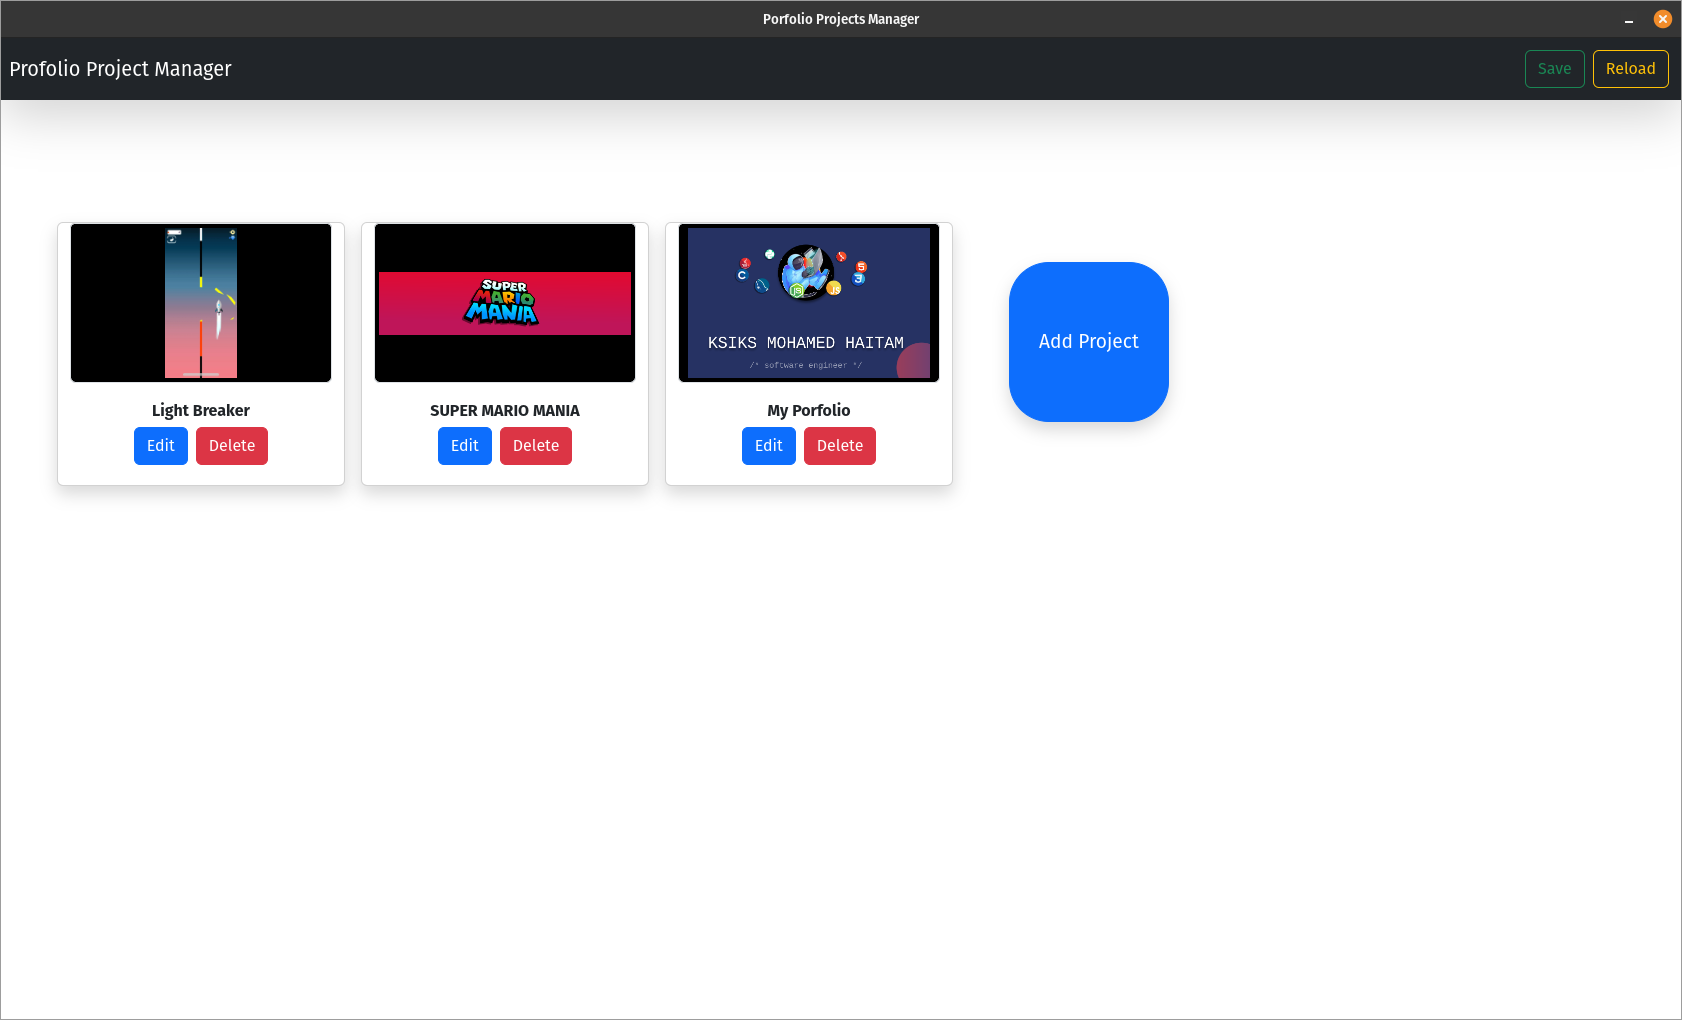 Porfolio Projects Manager
Profolio Project Manager
Save
Reload
SUPER
MARIO
MANIA
KSIKS MOHAMED HAITAM
/* software engineer */
Add Project
Light Breaker
SUPER MARIO MANIA
My Porfolio
Edit
Delete
Edit
Delete
Edit
Delete